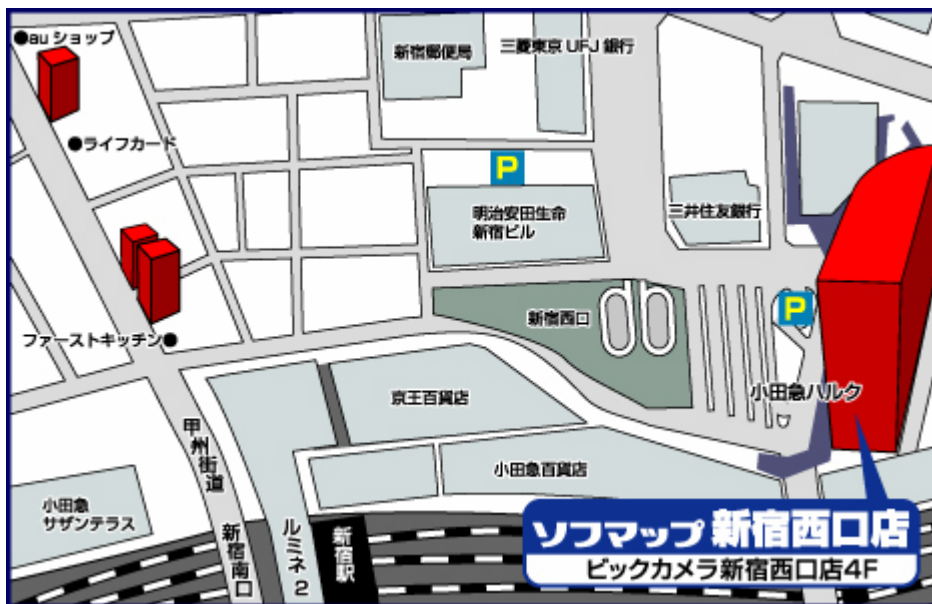 ●auショップ
新宿郵便局
三菱東京UFJ銀行
●ライフカード
P
明治安田生命
新宿ビル
三井住友銀行
新宿西口
P
ファーストキッチン●
京王百貨店
小田急ハルク
甲州街道
小田急百貨店
小田急
サザンテラス
新宿南口
ルミネ2
新宿駅
ソフマップ 新宿西口店
ビックカメラ新宿西口店4F